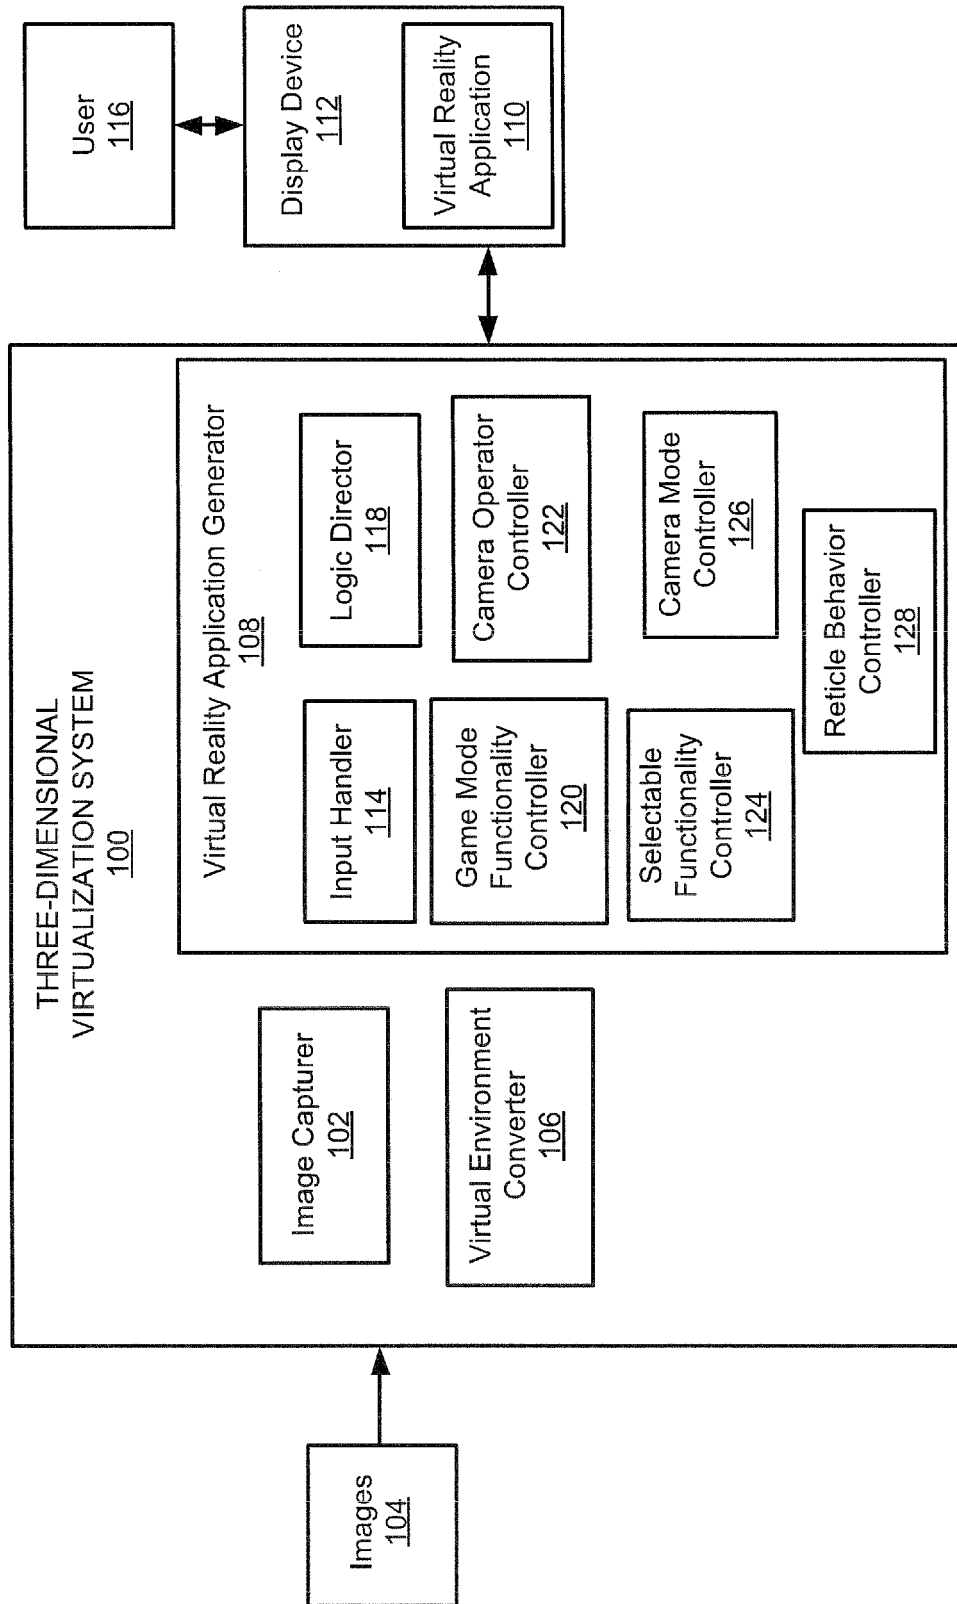 THREE-DIMENSIONAL
VIRTUALIZATION SYSTEM
100
Images
104
Image Capturer
102
Virtual Environment
Converter
106
Virtual Reality Application Generator
108
Input Handler
114
Logic Director
118
Game Mode
Functionality
Controller
120
Camera Operator
Controller
122
Selectable
Functionality
Controller
124
Camera Mode
Controller
126
Reticle Behavior
Controller
128
User
116
Display Device
112
Virtual Reality
Application
110